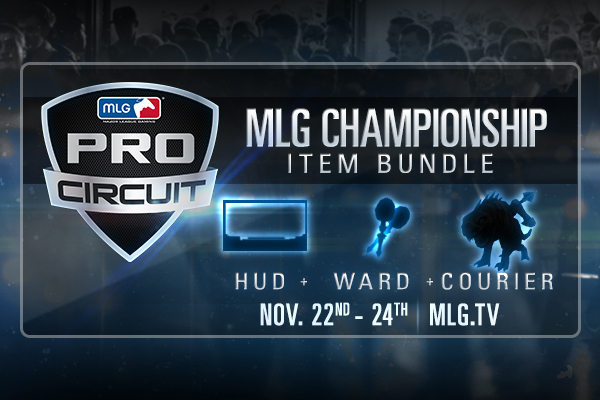 MLG
MAJOR LEAGUE GAMING
PRO
CIRCUIT
MLG CHAMPIONSHIP
ITEM BUNDLE
HUD + WARD + COURIER
NOV. 22ND - 24TH | MLG.TV